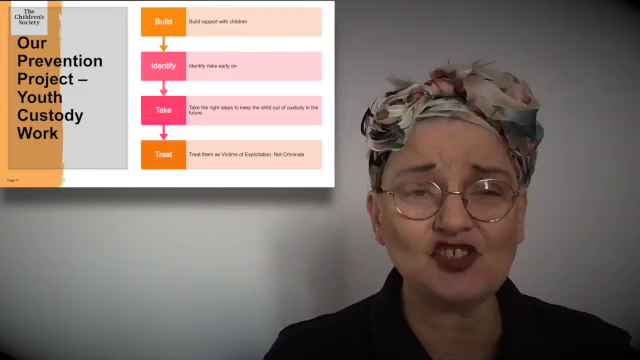 The
Children's
Society
Our
Prevention
Project –
Youth
Custody
Work
Build
Build rapport with children
Identify
Identify risks early on
Take
Take the right steps to keep the child out of custody in the
future.
Treat
Treat them as Victims of Exploitation. Not Criminals